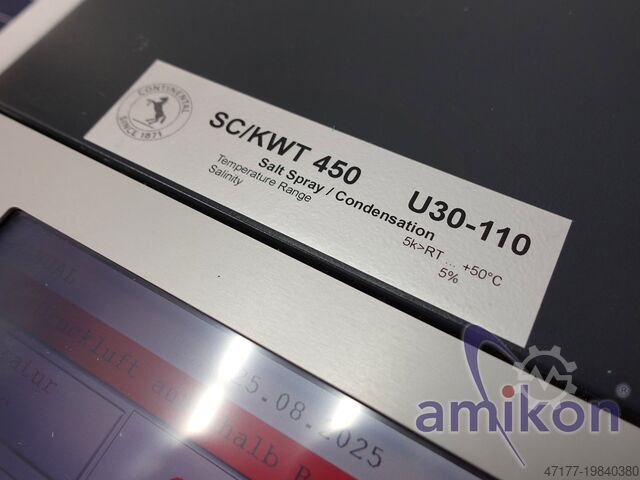 CONTINENTAL
SINCE 1871
SC/KWT 450
U30-110
Salt Spray / Condensation
Temperature Range
5k>RT ... +50°C
Salinity
5%
25.08.2025
amikon
47177-19840380